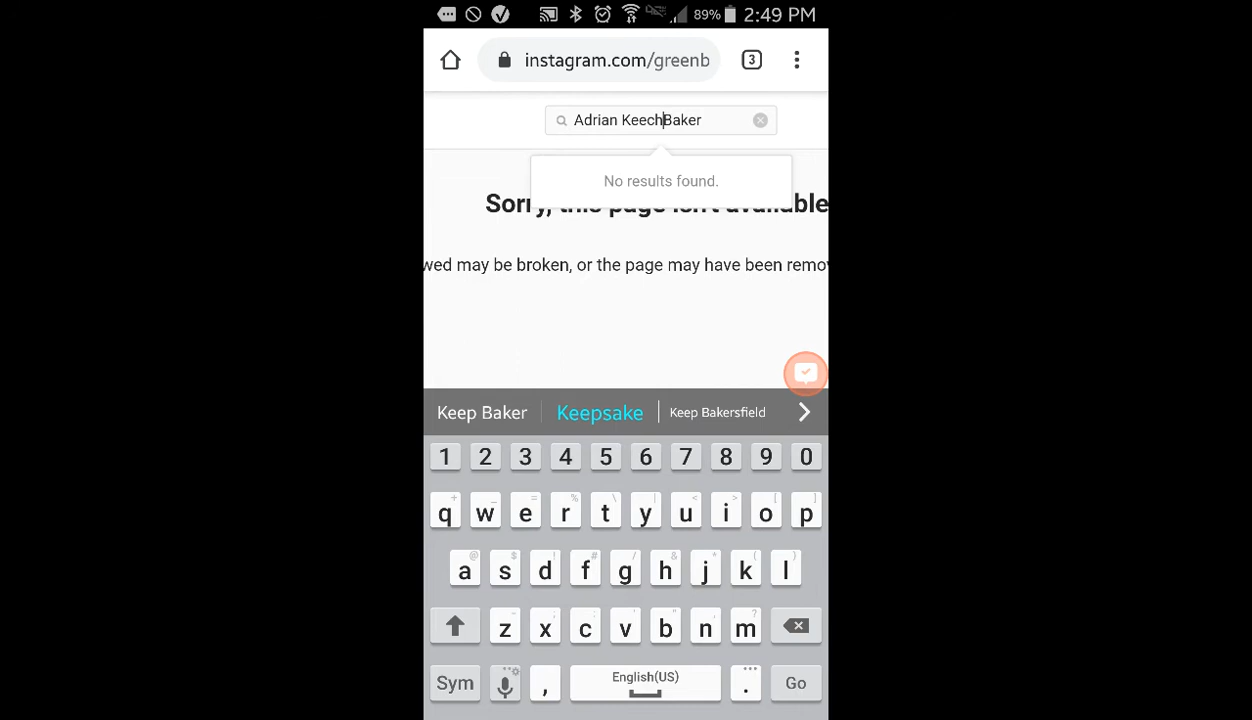 89% 2:49 PM
instagram.com/greenb 3
Adrian KeechBaker
No results found.
Sorry, this page isn't available
wed may be broken, or the page may have been remov
Keep Baker Keepsake Keep Bakersfield
1 2 3 4 5 6 7 8 9 0
+ _ = % \ | < > [ ]
q w e r t y u i o p
@ $ ! # / & * ( )
a s d f g h j k l
- ; : ' " , ?
z x c v b n m
English(US)
Sym , . Go